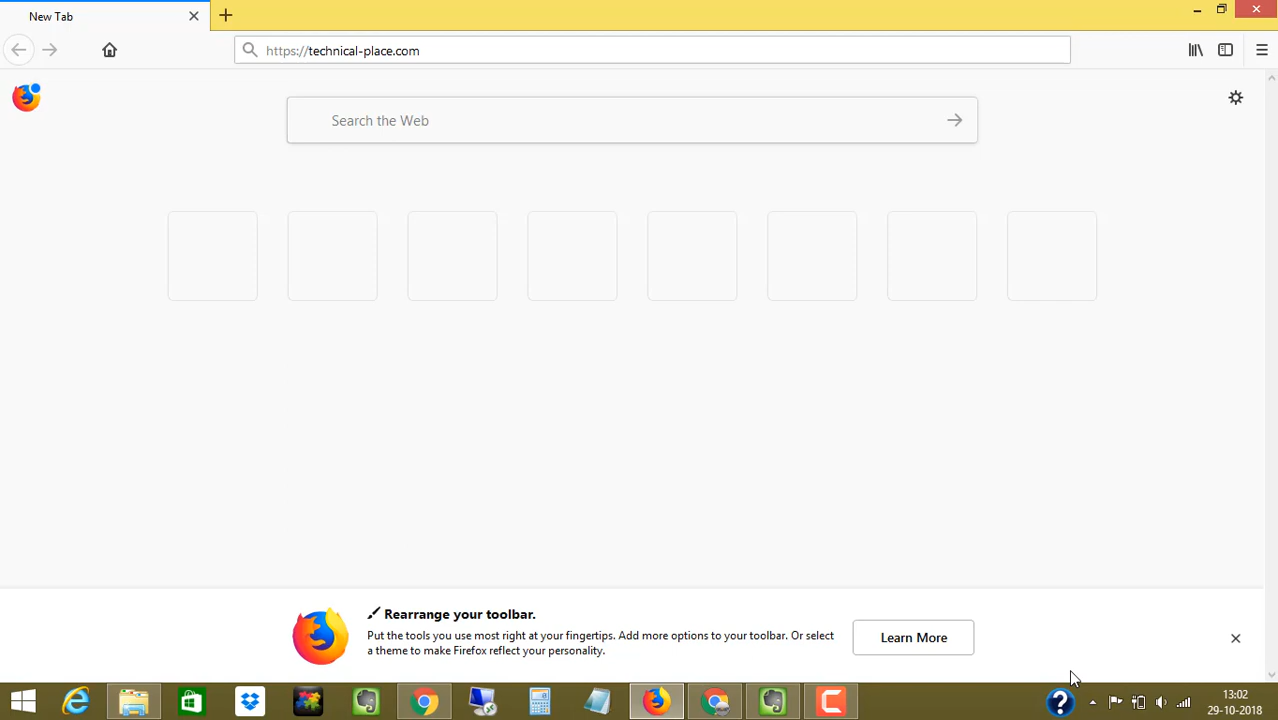 New Tab
https://technical-place.com
Search the Web
Rearrange your toolbar.
Put the tools you use most right at your fingertips. Add more options to your toolbar. Or select
a theme to make Firefox reflect your personality.
Learn More
?
13:02
29-10-2018